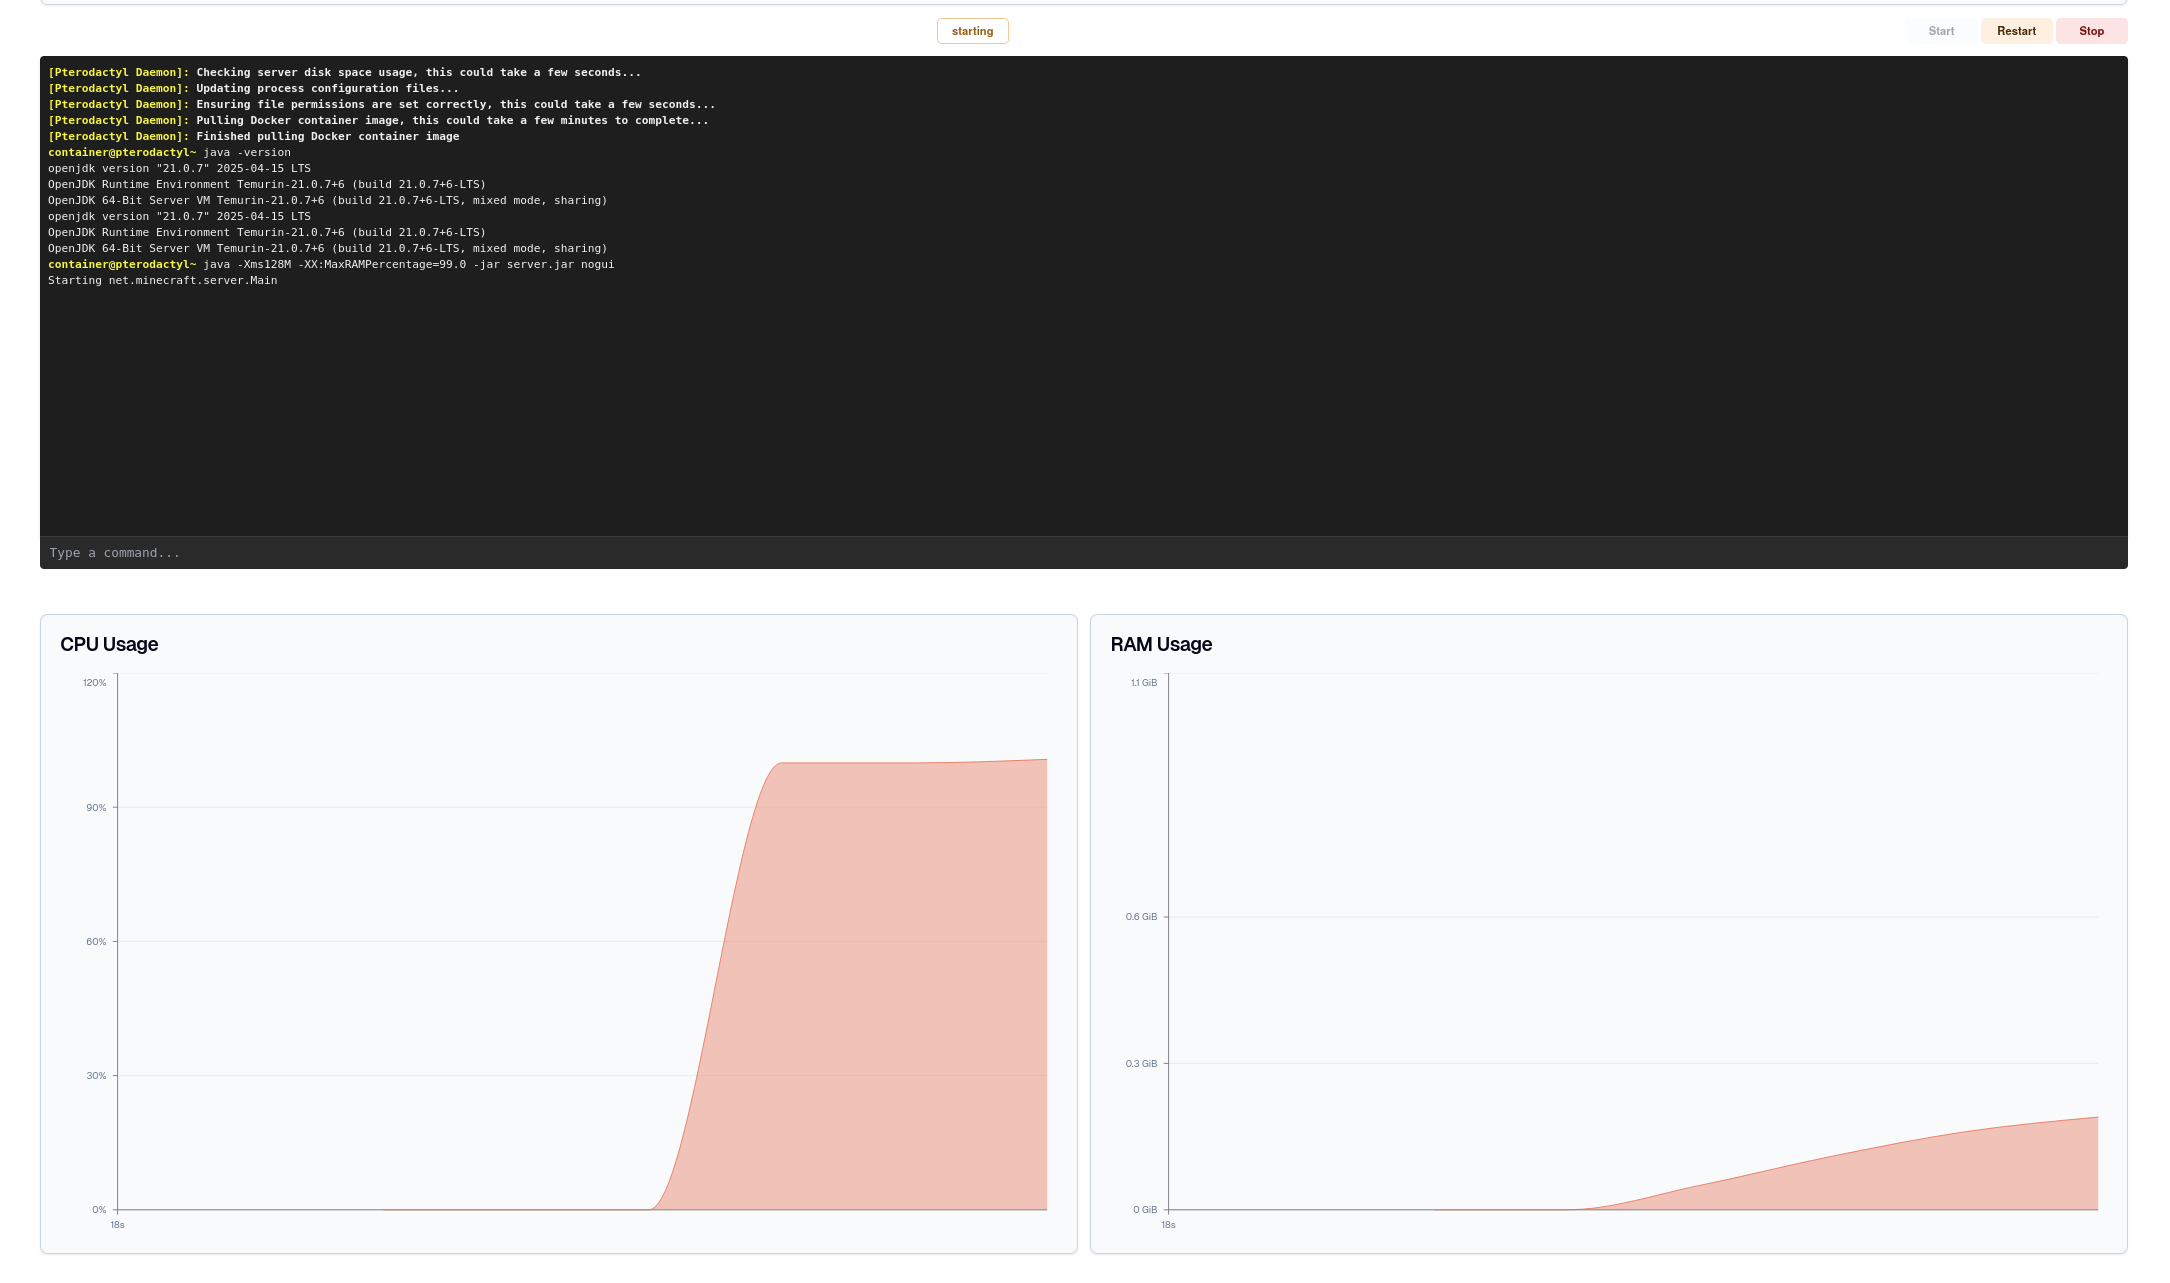 starting
Start
Restart
Stop
[Pterodactyl Daemon]: Checking server disk space usage, this could take a few seconds...
[Pterodactyl Daemon]: Updating process configuration files...
[Pterodactyl Daemon]: Ensuring file permissions are set correctly, this could take a few seconds...
[Pterodactyl Daemon]: Pulling Docker container image, this could take a few minutes to complete...
[Pterodactyl Daemon]: Finished pulling Docker container image
container@pterodactyl~ java -version
openjdk version "21.0.7" 2025-04-15 LTS
OpenJDK Runtime Environment Temurin-21.0.7+6 (build 21.0.7+6-LTS)
OpenJDK 64-Bit Server VM Temurin-21.0.7+6 (build 21.0.7+6-LTS, mixed mode, sharing)
openjdk version "21.0.7" 2025-04-15 LTS
OpenJDK Runtime Environment Temurin-21.0.7+6 (build 21.0.7+6-LTS)
OpenJDK 64-Bit Server VM Temurin-21.0.7+6 (build 21.0.7+6-LTS, mixed mode, sharing)
container@pterodactyl~ java -Xms128M -XX:MaxRAMPercentage=99.0 -jar server.jar nogui
Starting net.minecraft.server.Main
Type a command...
CPU Usage
120%
90%
60%
30%
0%
18s
RAM Usage
1.1 GiB
0.6 GiB
0.3 GiB
0 GiB
18s